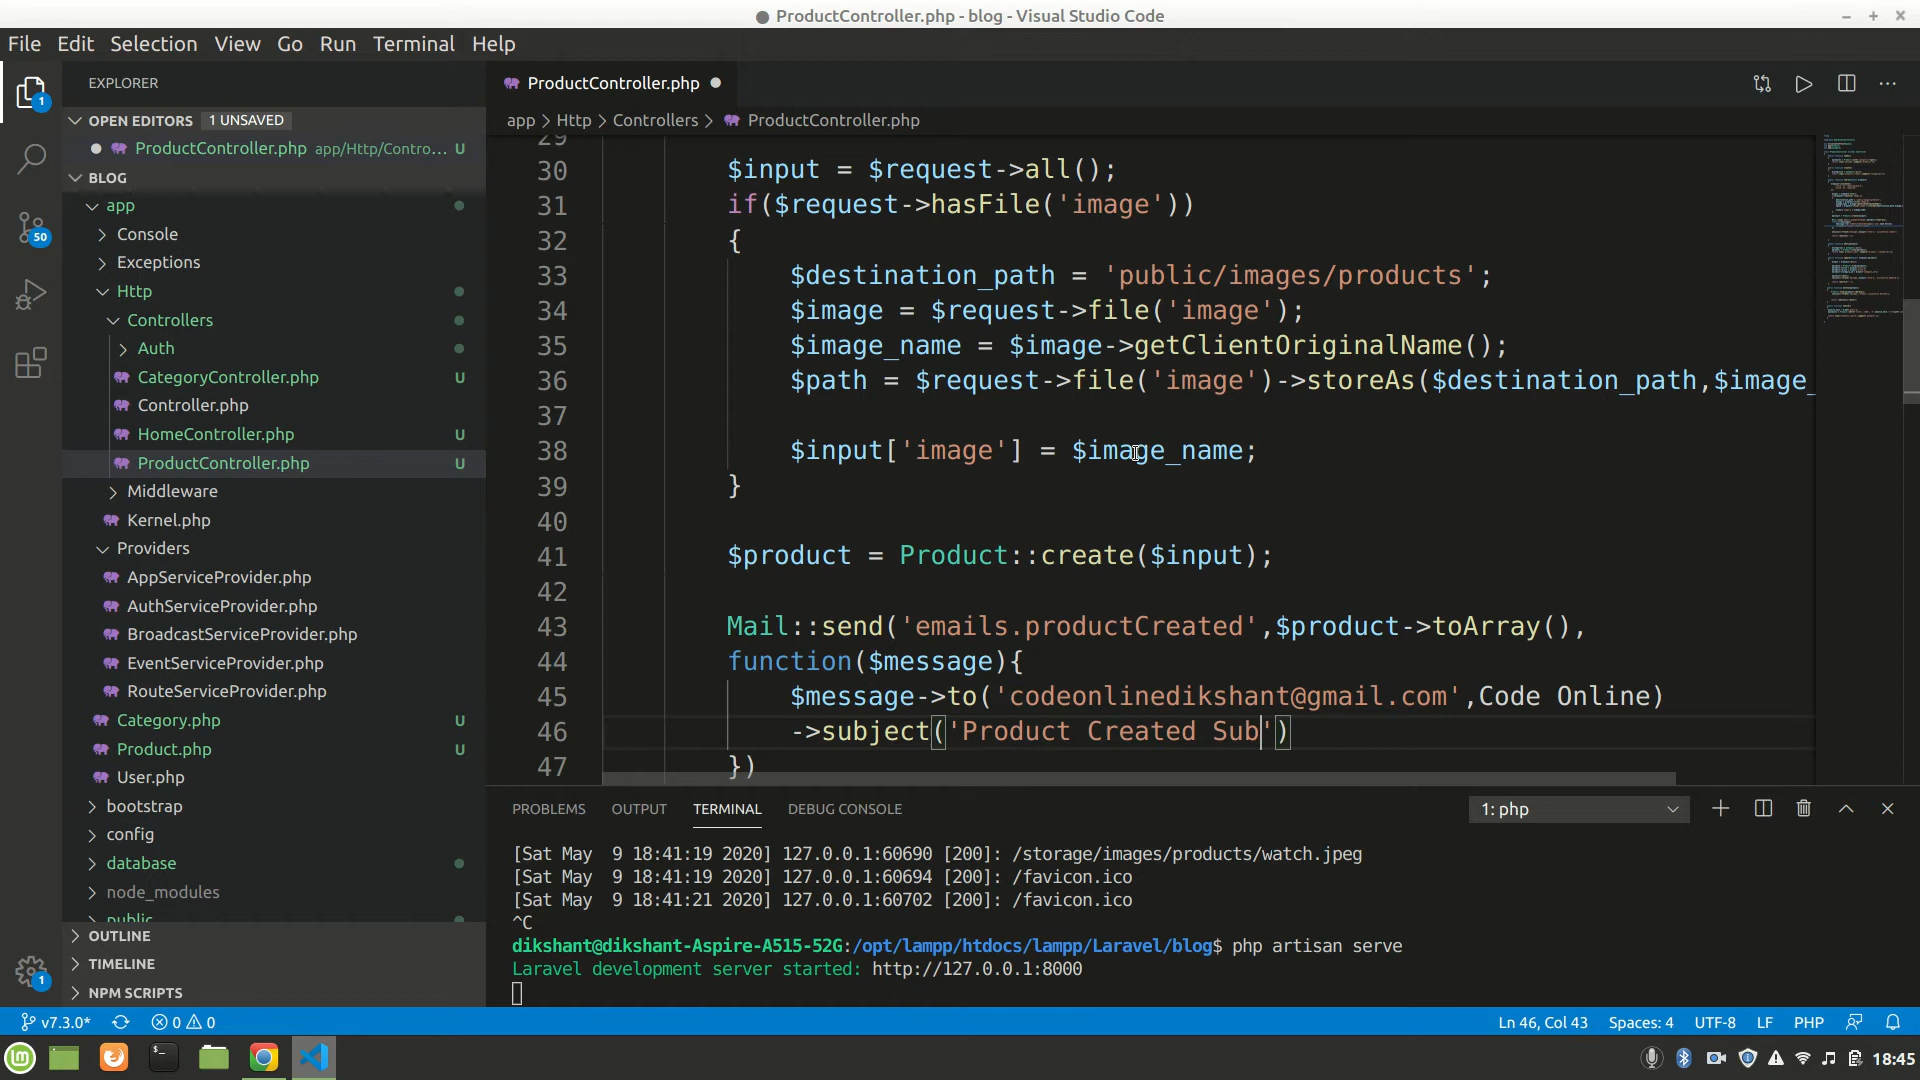 ProductController.php - blog - Visual Studio Code
File Edit Selection View Go Run Terminal Help
EXPLORER
OPEN EDITORS 1 UNSAVED
ProductController.php app/Http/Contro... U
BLOG
app
Console
Exceptions
Http
Controllers
Auth
CategoryController.php U
Controller.php
HomeController.php U
ProductController.php U
Middleware
Kernel.php
Providers
AppServiceProvider.php
AuthServiceProvider.php
BroadcastServiceProvider.php
EventServiceProvider.php
RouteServiceProvider.php
Category.php U
Product.php U
User.php
bootstrap
config
database
node_modules
public
OUTLINE
TIMELINE
NPM SCRIPTS
1
50
1
ProductController.php
app > Http > Controllers > ProductController.php
29
30 $input = $request->all();
31 if($request->hasFile('image'))
32 {
33 $destination_path = 'public/images/products';
34 $image = $request->file('image');
35 $image_name = $image->getClientOriginalName();
36 $path = $request->file('image')->storeAs($destination_path,$image_
37
38 $input['image'] = $image_name;
39 }
40
41 $product = Product::create($input);
42
43 Mail::send('emails.productCreated',$product->toArray(),
44 function($message){
45 $message->to('codeonlinedikshant@gmail.com',Code Online)
46 ->subject('Product Created Sub')
47 })
PROBLEMS OUTPUT TERMINAL DEBUG CONSOLE 1: php
[Sat May  9 18:41:19 2020] 127.0.0.1:60690 [200]: /storage/images/products/watch.jpeg
[Sat May  9 18:41:19 2020] 127.0.0.1:60694 [200]: /favicon.ico
[Sat May  9 18:41:21 2020] 127.0.0.1:60702 [200]: /favicon.ico
^C
dikshant@dikshant-Aspire-A515-52G:/opt/lampp/htdocs/lampp/Laravel/blog$ php artisan serve
Laravel development server started: http://127.0.0.1:8000
v7.3.0* 0 0 Ln 46, Col 43 Spaces: 4 UTF-8 LF PHP
18:45